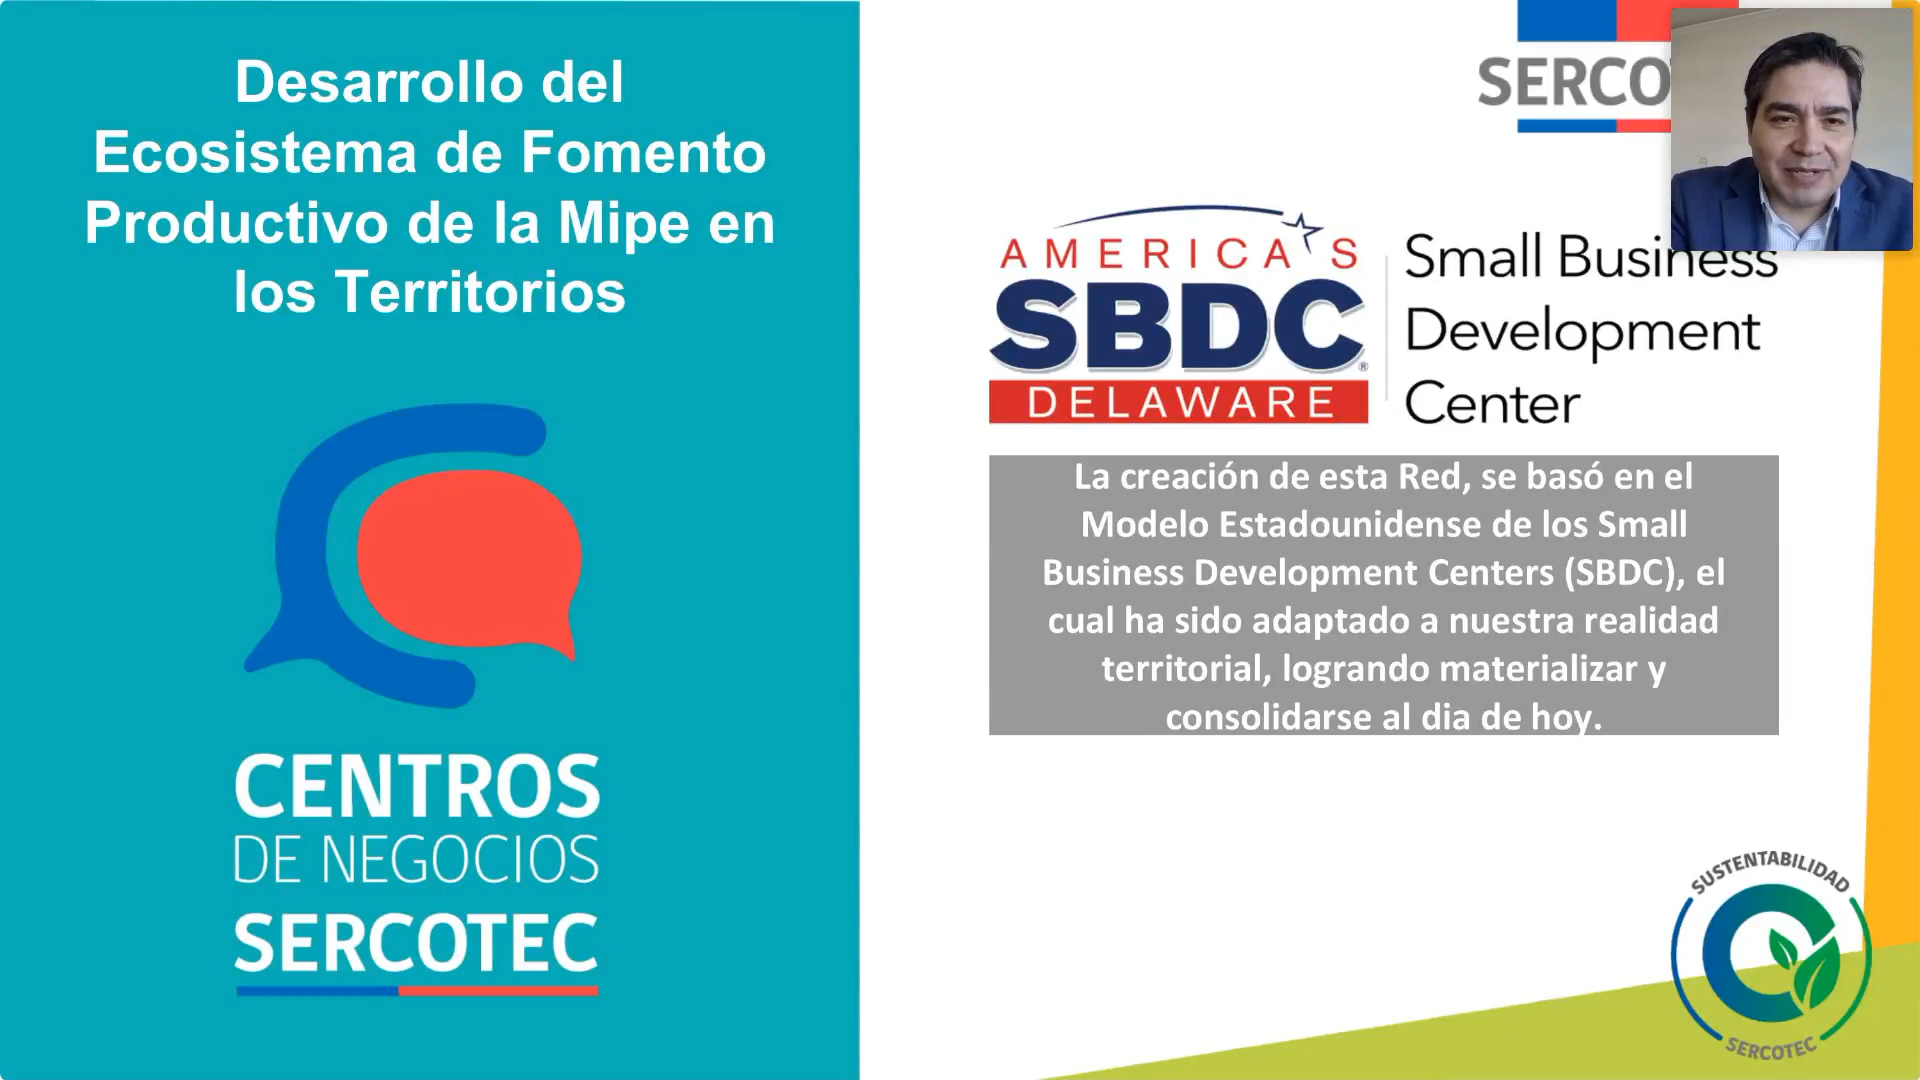 Desarrollo del
Ecosistema de Fomento
Productivo de la Mipe en
los Territorios
CENTROS
DE NEGOCIOS
SERCOTEC
SERCO
AMERICA'S
SBDC®
DELAWARE
Small Business
Development
Center
La creación de esta Red, se basó en el
Modelo Estadounidense de los Small
Business Development Centers (SBDC), el
cual ha sido adaptado a nuestra realidad
territorial, logrando materializar y
consolidarse al dia de hoy.
SUSTENTABILIDAD
SERCOTEC